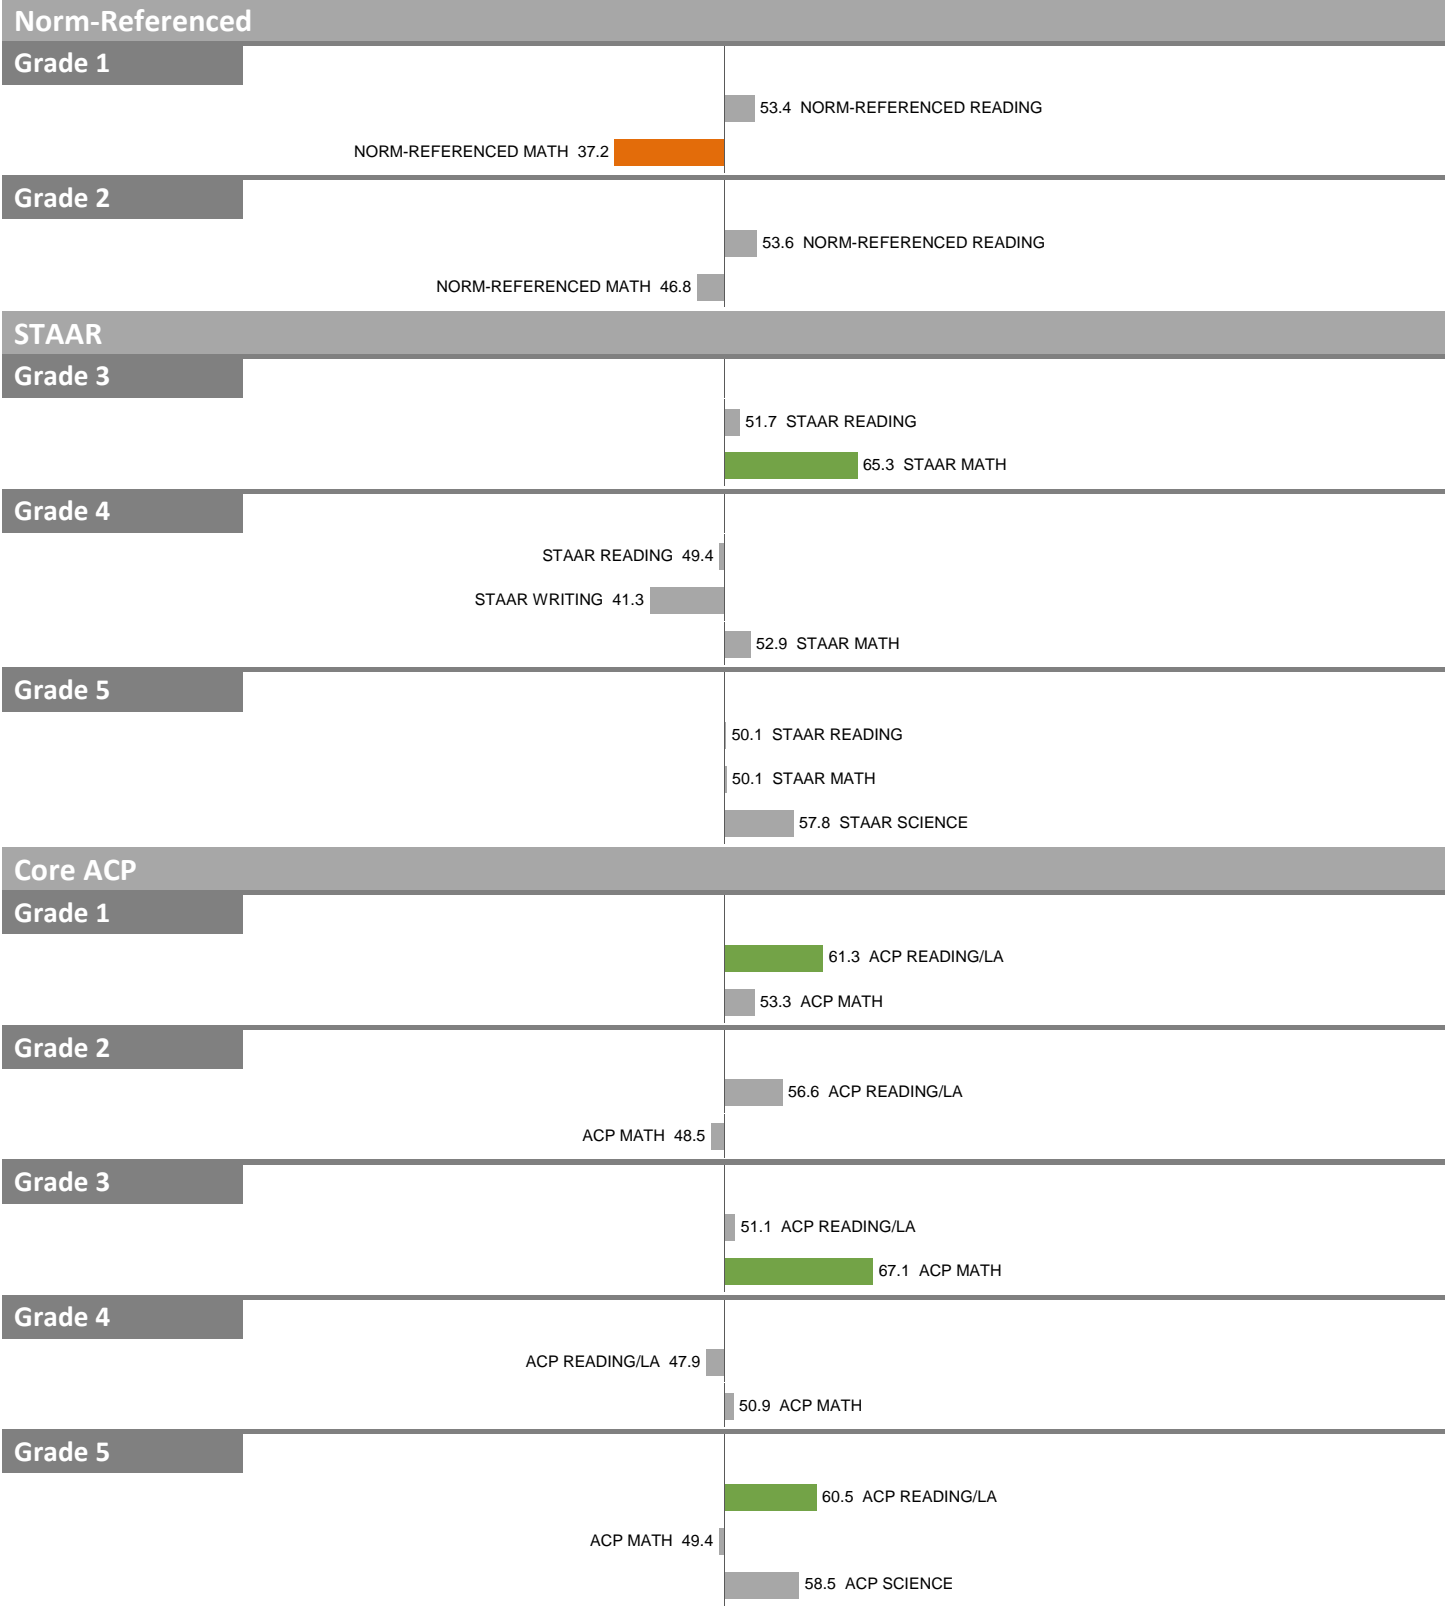 Norm-Referenced
Grade 1
53.4 NORM-REFERENCED READING
NORM-REFERENCED MATH 37.2
Grade 2
53.6 NORM-REFERENCED READING
NORM-REFERENCED MATH 46.8
STAAR
Grade 3
51.7 STAAR READING
65.3 STAAR MATH
Grade 4
STAAR READING 49.4
STAAR WRITING 41.3
52.9 STAAR MATH
Grade 5
50.1 STAAR READING
50.1 STAAR MATH
57.8 STAAR SCIENCE
Core ACP
Grade 1
61.3 ACP READING/LA
53.3 ACP MATH
Grade 2
56.6 ACP READING/LA
ACP MATH 48.5
Grade 3
51.1 ACP READING/LA
67.1 ACP MATH
Grade 4
ACP READING/LA 47.9
50.9 ACP MATH
Grade 5
60.5 ACP READING/LA
ACP MATH 49.4
58.5 ACP SCIENCE